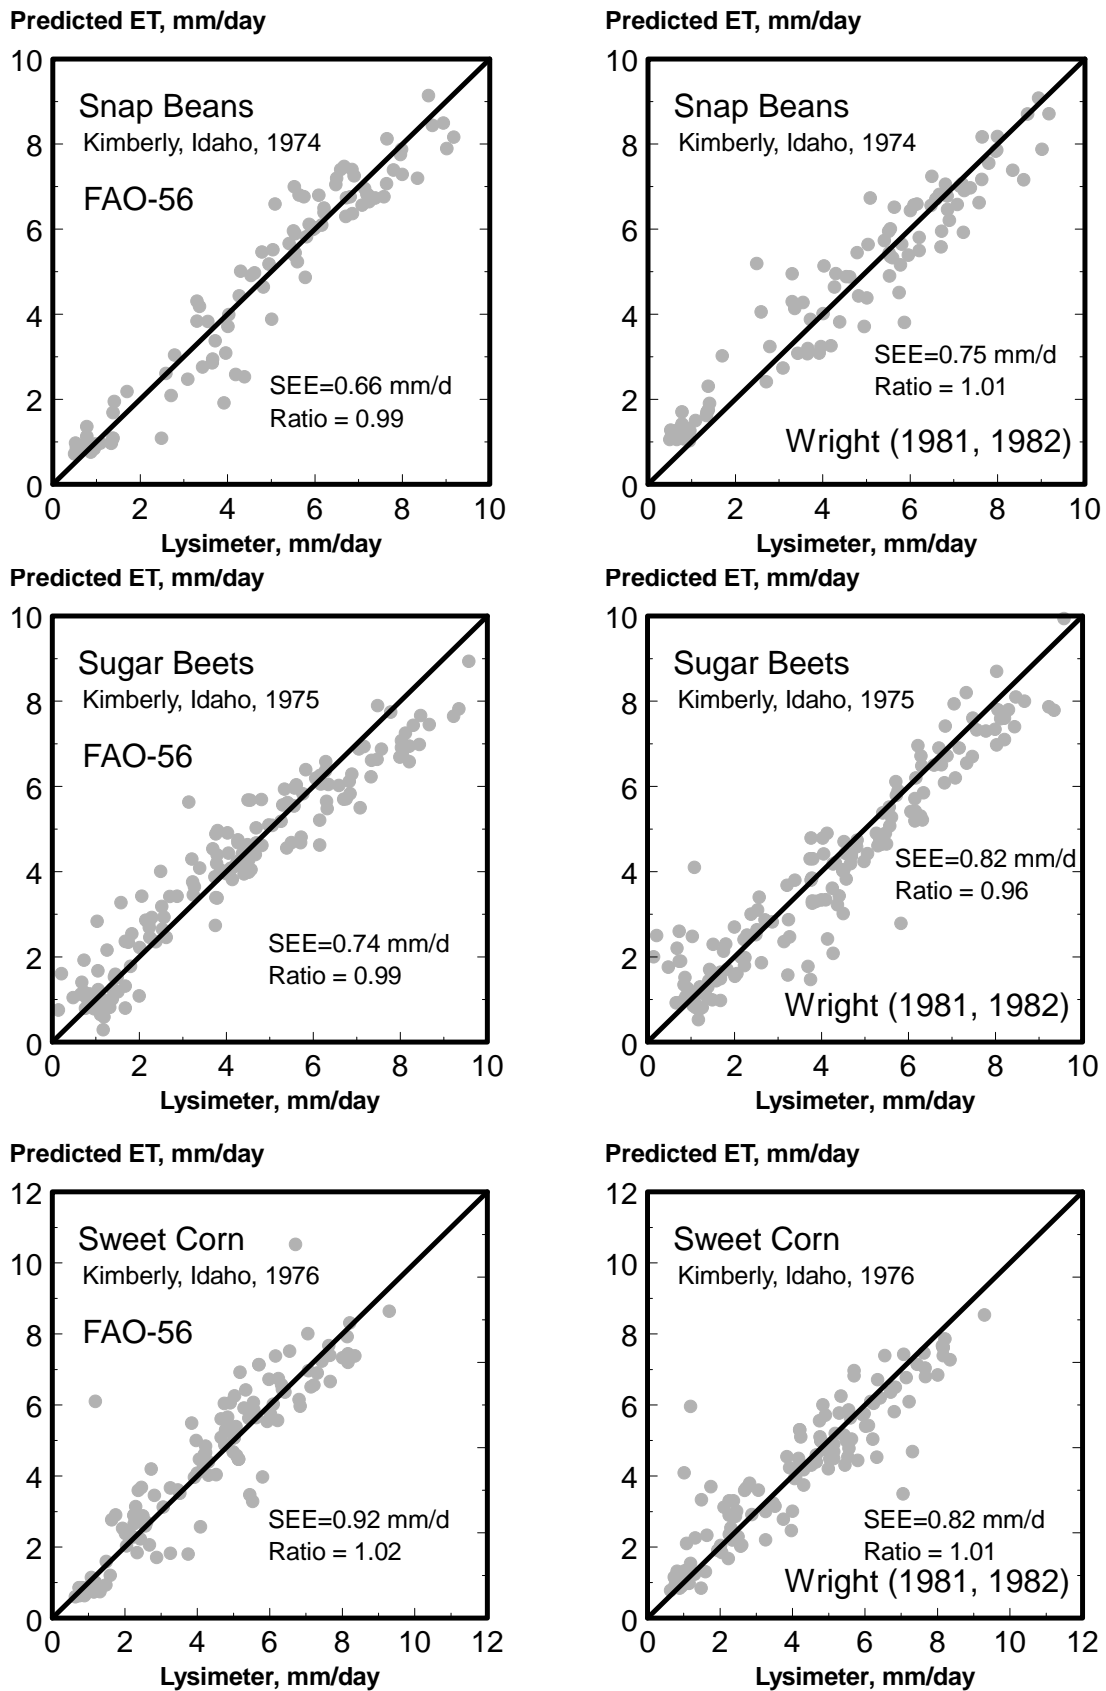 Predicted ET, mm/day
10
8
6
4
2
0
Snap Beans
Kimberly, Idaho, 1974
FAO-56
SEE=0.66 mm/d
Ratio = 0.99
0 2 4 6 8 10
Lysimeter, mm/day
Predicted ET, mm/day
10
8
6
4
2
0
Snap Beans
Kimberly, Idaho, 1974
SEE=0.75 mm/d
Ratio = 1.01
Wright (1981, 1982)
0 2 4 6 8 10
Lysimeter, mm/day
Predicted ET, mm/day
10
8
6
4
2
0
Sugar Beets
Kimberly, Idaho, 1975
FAO-56
SEE=0.74 mm/d
Ratio = 0.99
0 2 4 6 8 10
Lysimeter, mm/day
Predicted ET, mm/day
10
8
6
4
2
0
Sugar Beets
Kimberly, Idaho, 1975
SEE=0.82 mm/d
Ratio = 0.96
Wright (1981, 1982)
0 2 4 6 8 10
Lysimeter, mm/day
Predicted ET, mm/day
12
10
8
6
4
2
0
Sweet Corn
Kimberly, Idaho, 1976
FAO-56
SEE=0.92 mm/d
Ratio = 1.02
0 2 4 6 8 10 12
Lysimeter, mm/day
Predicted ET, mm/day
12
10
8
6
4
2
0
Sweet Corn
Kimberly, Idaho, 1976
SEE=0.82 mm/d
Ratio = 1.01
Wright (1981, 1982)
0 2 4 6 8 10 12
Lysimeter, mm/day